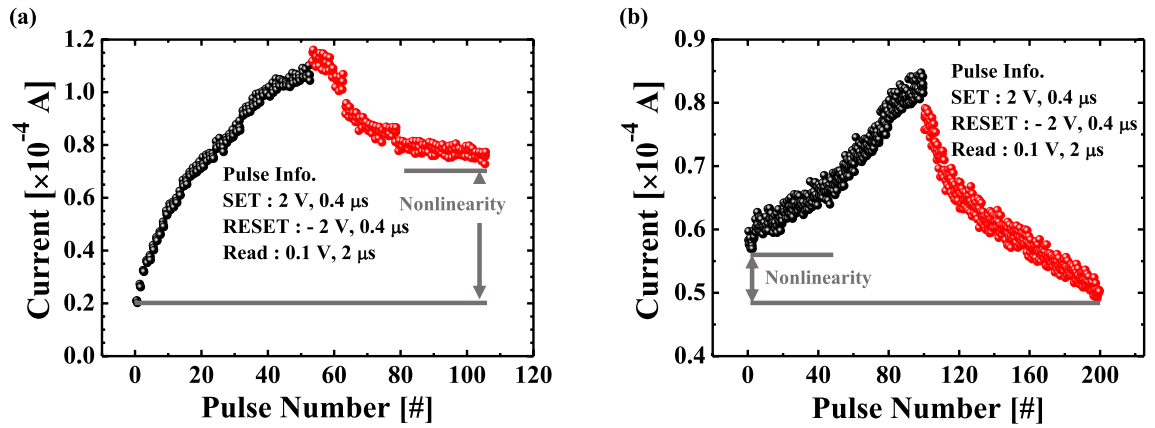 (a)
Current [×10⁻⁴ A]
1.2
1.0
0.8
0.6
0.4
0.2
0.0
Pulse Info.
SET : 2 V, 0.4 μs
RESET : - 2 V, 0.4 μs
Read : 0.1 V, 2 μs
Nonlinearity
0 20 40 60 80 100 120
Pulse Number [#]
(b)
Current [×10⁻⁴ A]
0.9
0.8
0.7
0.6
0.5
0.4
Pulse Info.
SET : 2 V, 0.4 μs
RESET : - 2 V, 0.4 μs
Read : 0.1 V, 2 μs
Nonlinearity
0 40 80 120 160 200
Pulse Number [#]